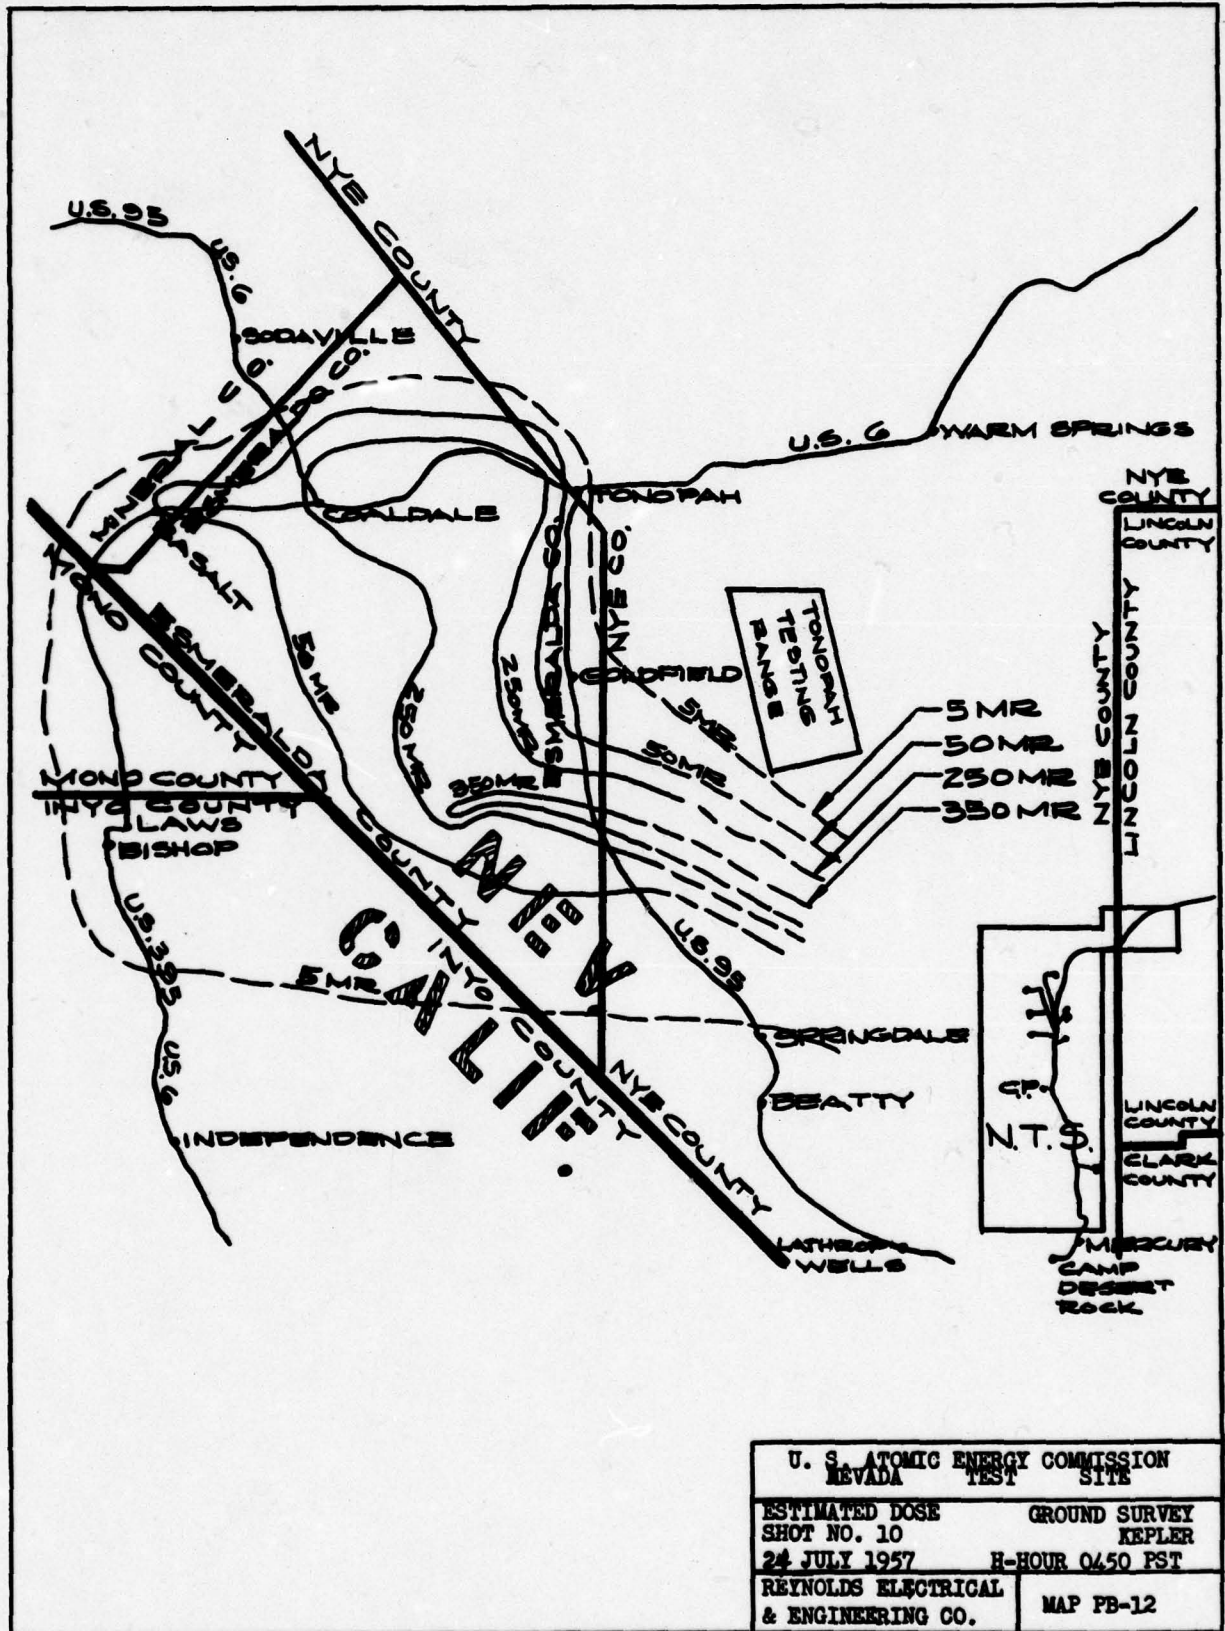 U.S. 95
U.S. 6
NYE COUNTY
SODAVILLE
MINERAL CO.
ESMERALDO CO.
U.S. 6
WARM SPRINGS
TONOPAH
COALDALE
BASALT
NYE
COUNTY
LINCOLN
COUNTY
MONO COUNTY
ESMERALDO COUNTY
ESMERALDA CO.
NYE CO.
NYE COUNTY
LINCOLN COUNTY
TONOPAH
TESTING
RANGE
GOLDFIELD
50 MR
250 MR
250 MR
5 MR
50 MR
350 MR
5 MR
50 MR
250 MR
350 MR
MONO COUNTY
INYO COUNTY
LAWS
BISHOP
NEV
CALIF.
INYO COUNTY
U.S. 395
U.S. 6
5 MR
U.S. 95
SPRINGDALE
BEATTY
INDEPENDENCE
NYE COUNTY
LATHROP
WELLS
C.P.
N.T.S.
LINCOLN
COUNTY
CLARK
COUNTY
MERCURY
CAMP
DESERT
ROCK
U. S. ATOMIC ENERGY COMMISSION
NEVADA TEST SITE
ESTIMATED DOSE GROUND SURVEY
SHOT NO. 10 KEPLER
24 JULY 1957 H-HOUR 0450 PST
REYNOLDS ELECTRICAL
& ENGINEERING CO.
MAP PB-12